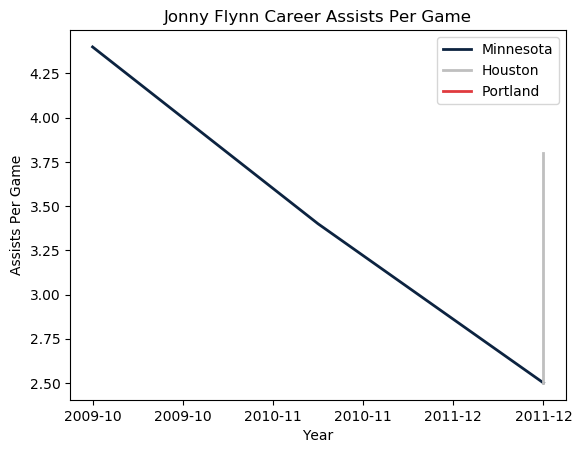 Jonny Flynn Career Assists Per Game
Minnesota
Houston
Portland
4.25
4.00
3.75
3.50
3.25
3.00
2.75
2.50
Assists Per Game
2009-10 2009-10 2010-11 2010-11 2011-12 2011-12
Year